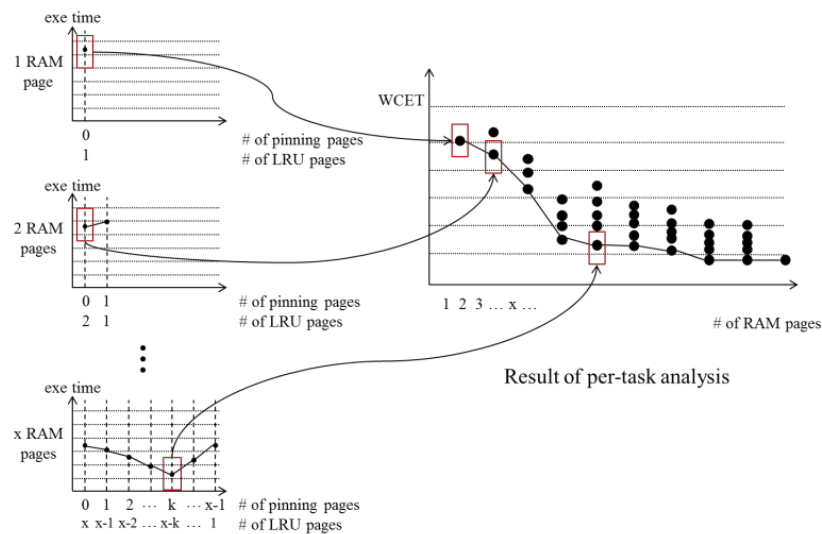 exe time
1 RAM
page
0
1
# of pinning pages
# of LRU pages
2 RAM
pages
0 1
2 1
# of pinning pages
# of LRU pages
exe time
x RAM
pages
0 1 2 ... k ... x-1
x x-1 x-2 ... x-k ... 1
# of pinning pages
# of LRU pages
WCET
1 2 3 ... x ...
# of RAM pages
Result of per-task analysis